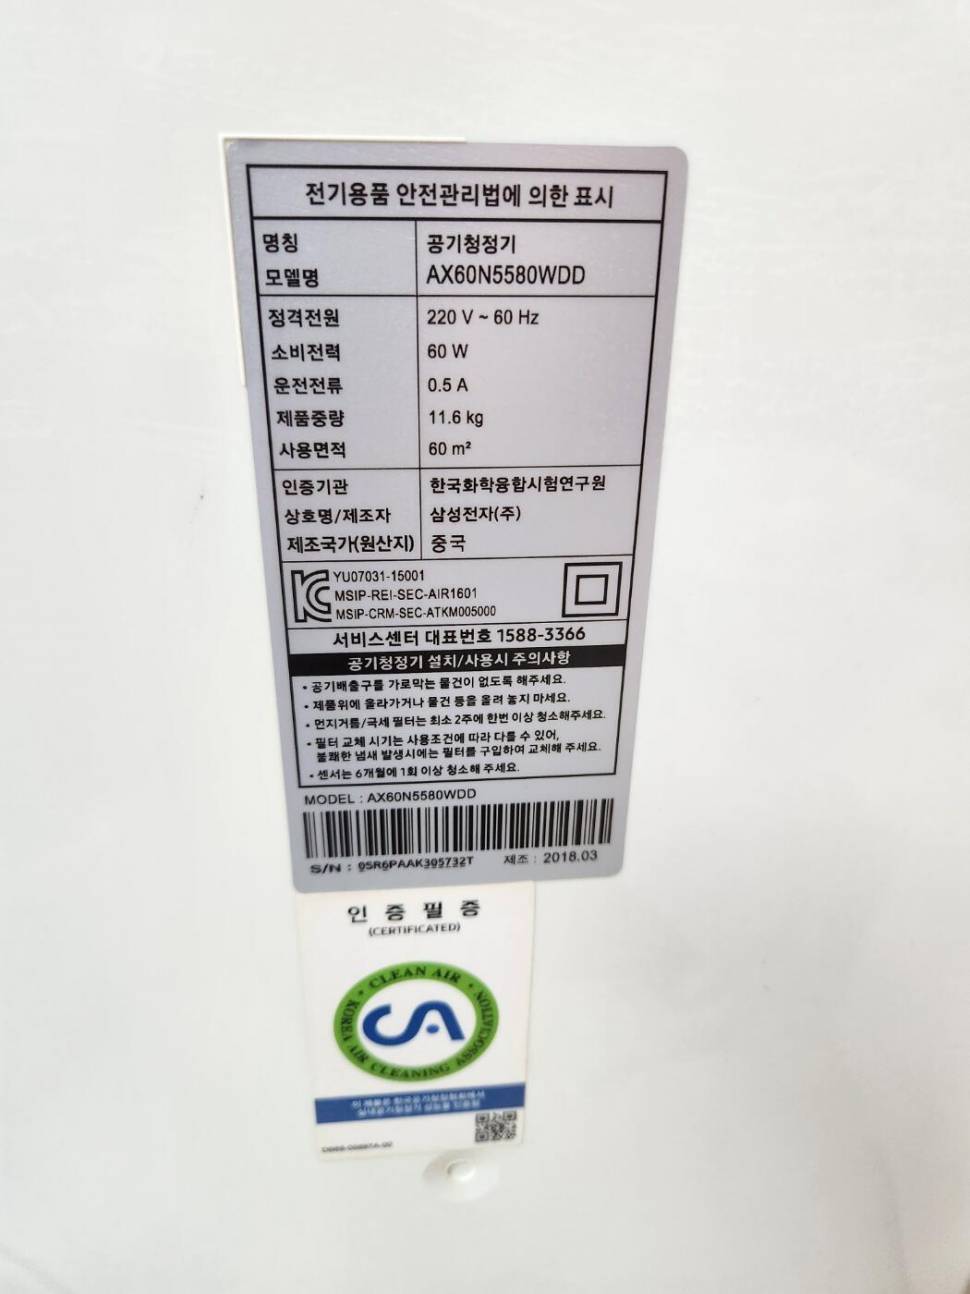 전기용품 안전관리법에 의한 표시
명칭 공기청정기
모델명 AX60N5580WDD
정격전원 220 V ~ 60 Hz
소비전력 60 W
운전전류 0.5 A
제품중량 11.6 kg
사용면적 60 m²
인증기관 한국화학융합시험연구원
상호명/제조자 삼성전자(주)
제조국가(원산지) 중국
YU07031-15001
MSIP-REI-SEC-AIR1601
MSIP-CRM-SEC-ATKM005000
서비스센터 대표번호 1588-3366
공기청정기 설치/사용시 주의사항
• 공기배출구를 가로막는 물건이 없도록 해주세요.
• 제품위에 올라가거나 물건 등을 올려 놓지 마세요.
• 먼지거름/극세 필터는 최소 2주에 한번 이상 청소해주세요.
• 필터 교체 시기는 사용조건에 따라 다를 수 있어,
불쾌한 냄새 발생시에는 필터를 구입하여 교체해 주세요.
• 센서는 6개월에 1회 이상 청소해 주세요.
MODEL : AX60N5580WDD
S/N : 05R6PAAK305732T 제조 : 2018.03
인 증 필 증
(CERTIFICATED)
• CLEAN AIR •
CA
KOREA AIR CLEANING ASSOCIATION